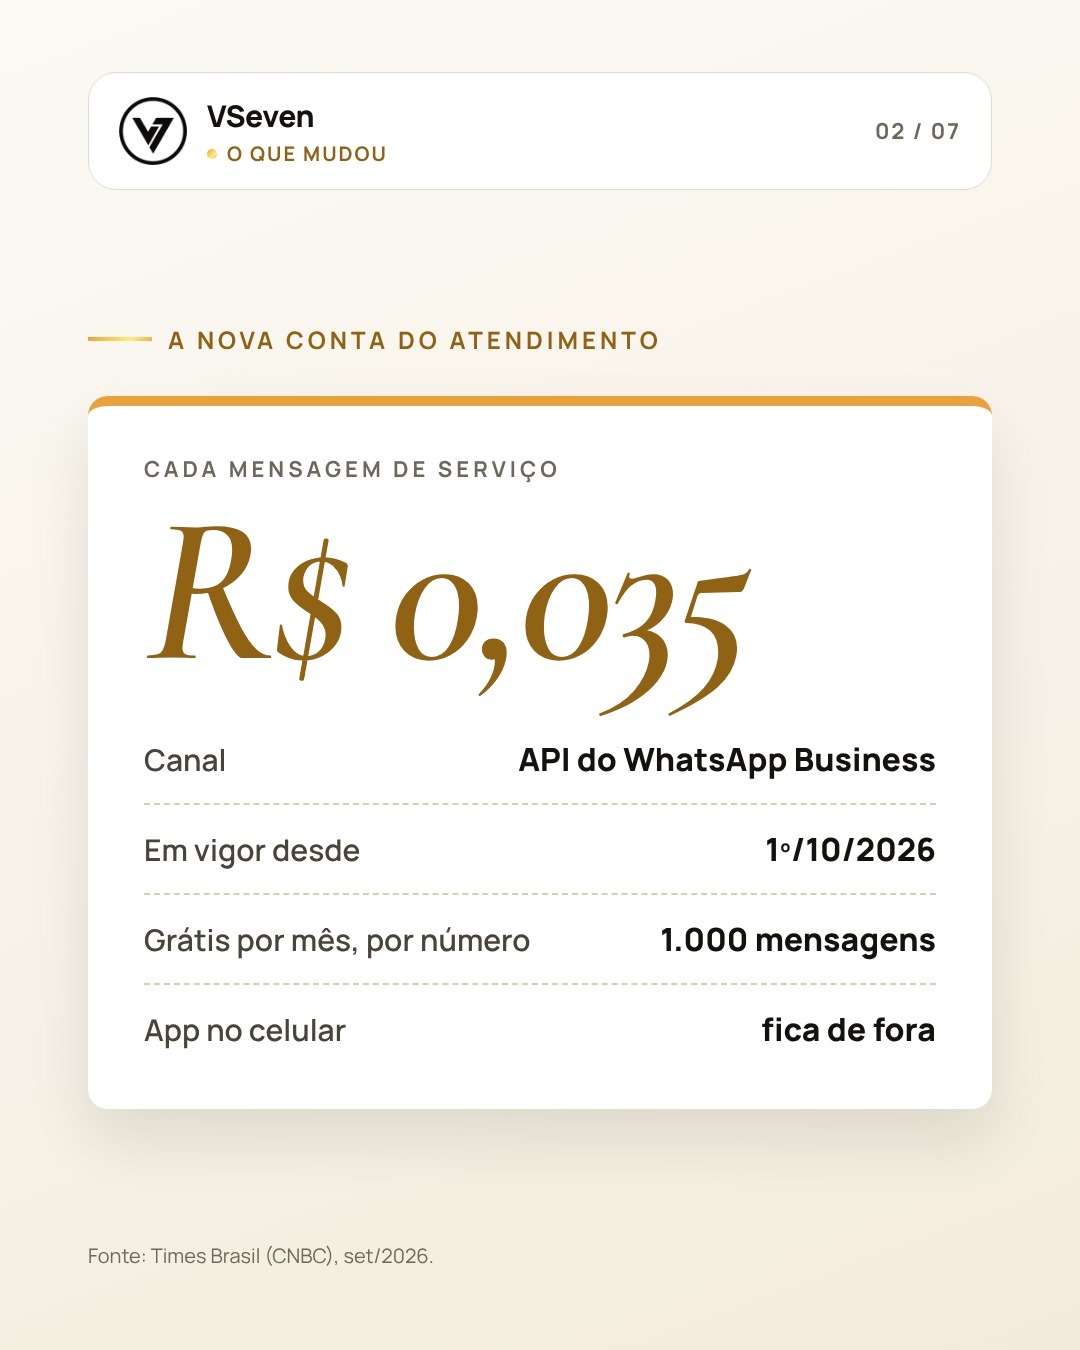 VSeven
O QUE MUDOU
02 / 07
A NOVA CONTA DO ATENDIMENTO
CADA MENSAGEM DE SERVIÇO
R$ 0,035
Canal API do WhatsApp Business
Em vigor desde 1º/10/2026
Grátis por mês, por número 1.000 mensagens
App no celular fica de fora
Fonte: Times Brasil (CNBC), set/2026.